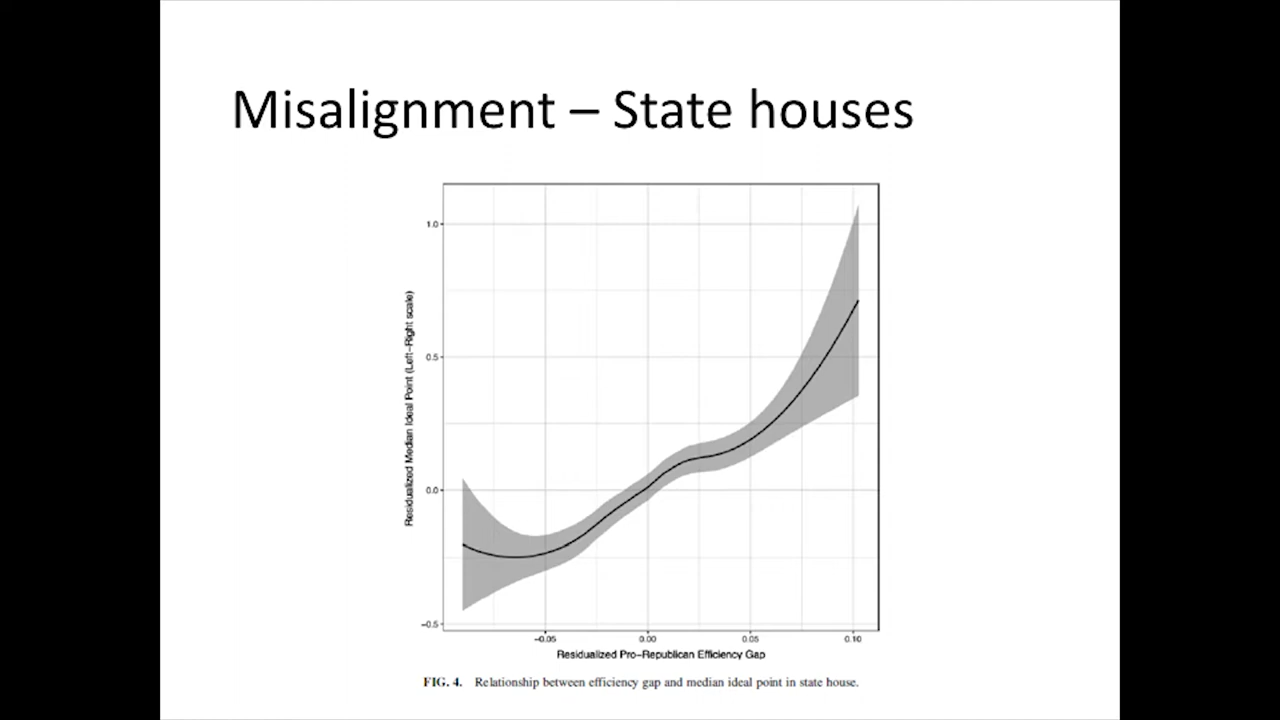 Misalignment – State houses
1.0
0.5
0.0
−0.5
Residualized Median Ideal Point (Left−Right scale)
−0.05
0.00
0.05
0.10
Residualized Pro−Republican Efficiency Gap
FIG. 4. Relationship between efficiency gap and median ideal point in state house.